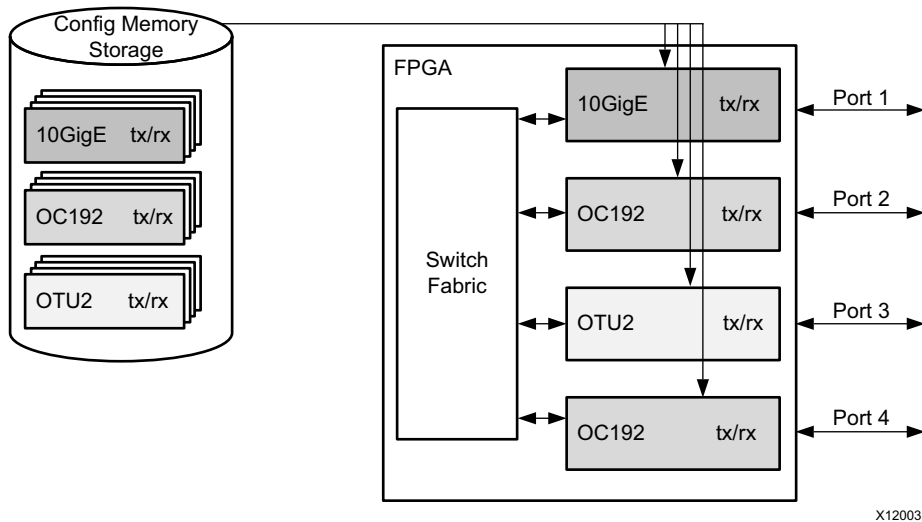 Config Memory
Storage
10GigE tx/rx
OC192 tx/rx
OTU2 tx/rx
FPGA
Switch
Fabric
10GigE tx/rx
OC192 tx/rx
OTU2 tx/rx
OC192 tx/rx
Port 1
Port 2
Port 3
Port 4
X12003